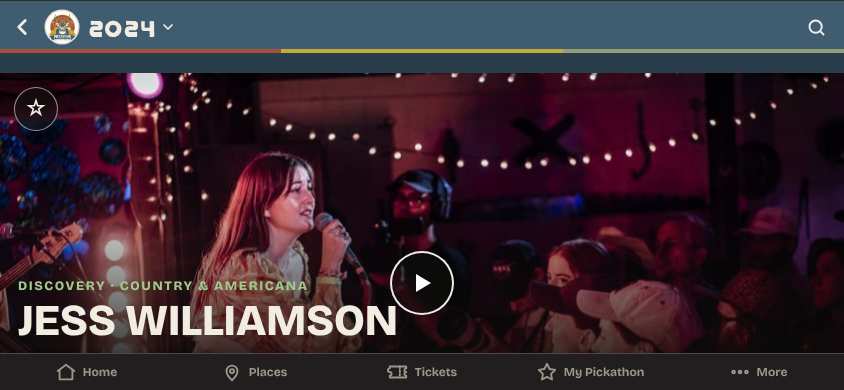 2024
DISCOVERY · COUNTRY & AMERICANA
JESS WILLIAMSON
Home
Places
Tickets
My Pickathon
More